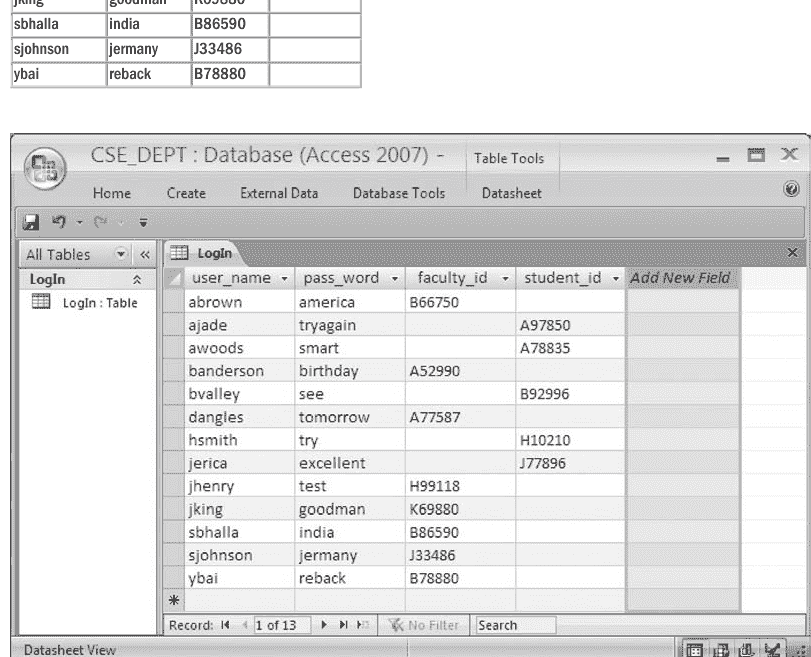 jking goodman K69880
sbhalla india B86590
sjohnson jermany J33486
ybai reback B78880
CSE_DEPT : Database (Access 2007) - Table Tools
Home Create External Data Database Tools Datasheet
All Tables LogIn
LogIn user_name pass_word faculty_id student_id Add New Field
LogIn : Table abrown america B66750
ajade tryagain A97850
awoods smart A78835
banderson birthday A52990
bvalley see B92996
dangles tomorrow A77587
hsmith try H10210
jerica excellent J77896
jhenry test H99118
jking goodman K69880
sbhalla india B86590
sjohnson jermany J33486
ybai reback B78880
Record: 1 of 13 No Filter Search
Datasheet View